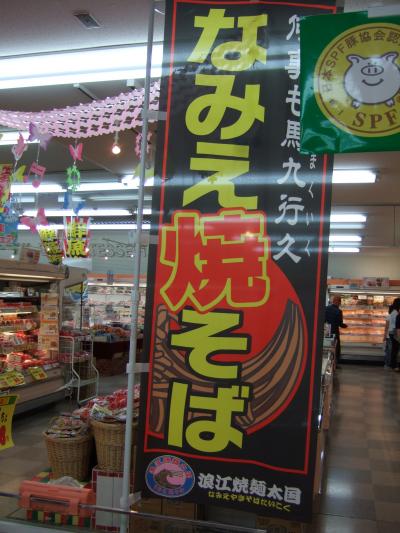 なみえ焼そば
何事も馬九行久
まくいく
浪江焼麺太国
なみえやきそばたいこく
日本SPF豚協会認
SPF